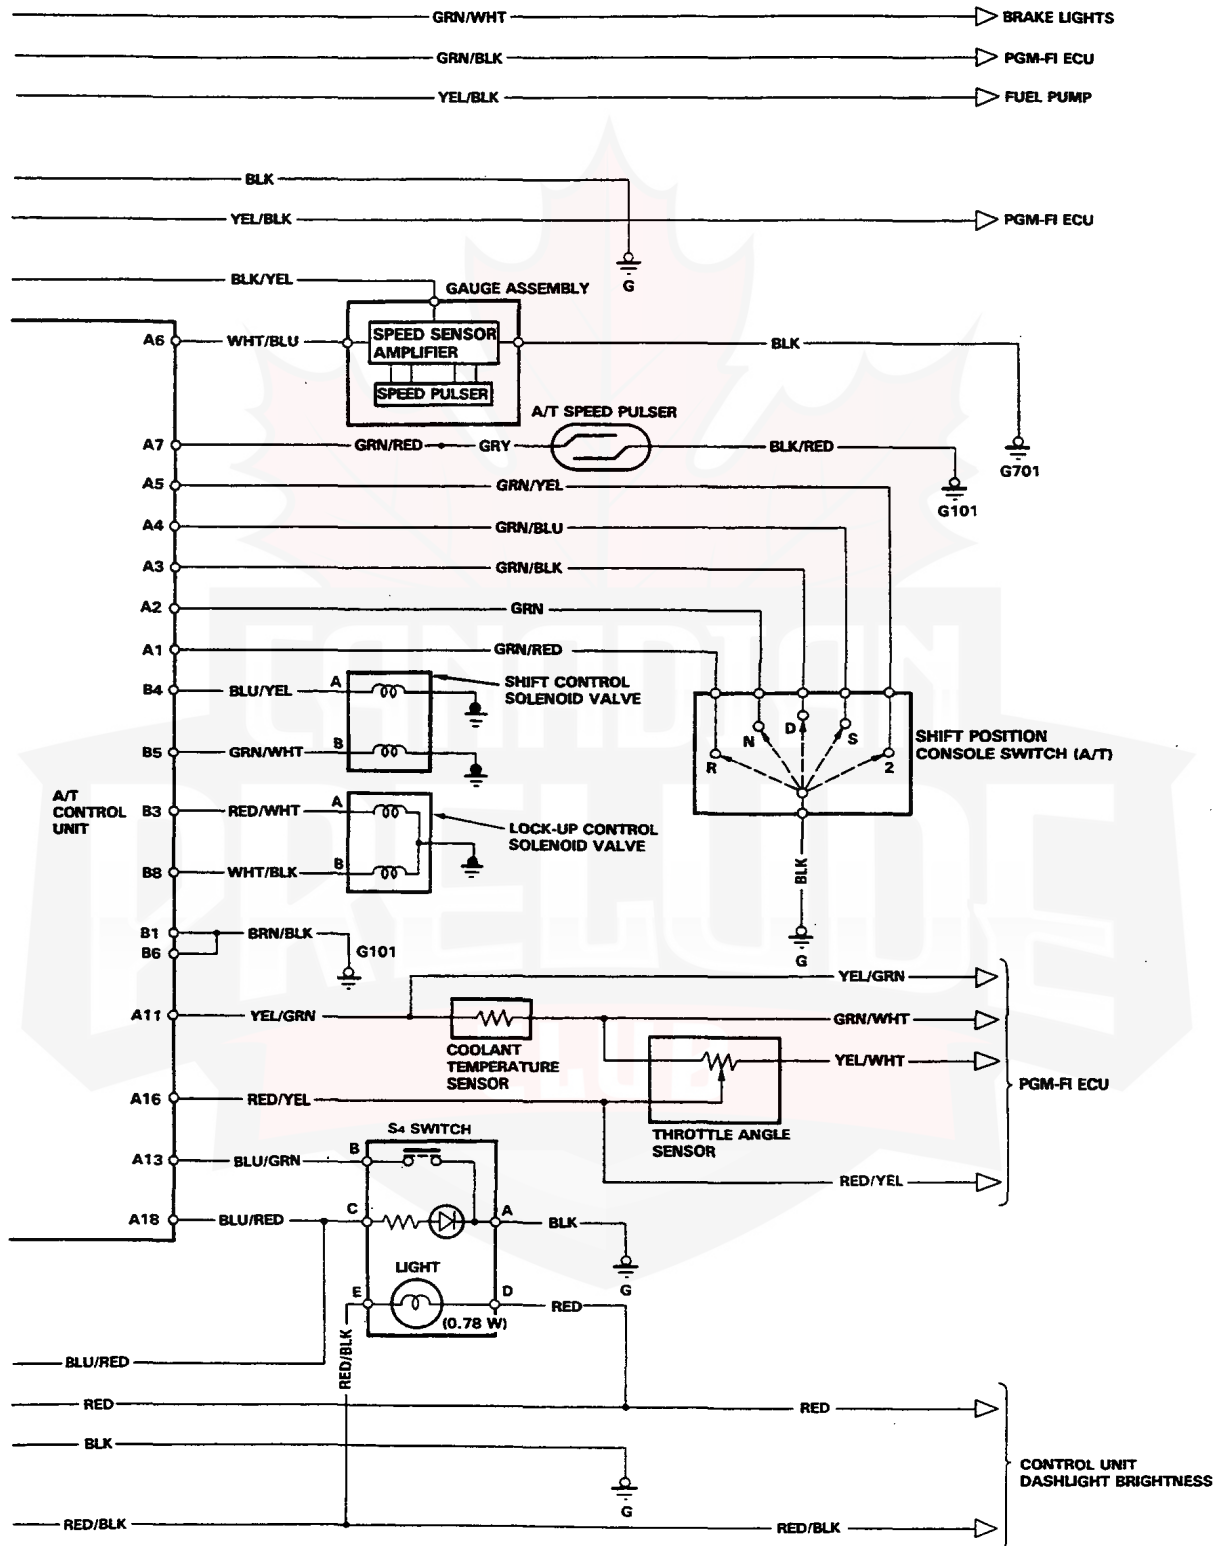 GRN/WHT BRAKE LIGHTS
GRN/BLK PGM-FI ECU
YEL/BLK FUEL PUMP
BLK
YEL/BLK PGM-FI ECU
G
BLK/YEL
GAUGE ASSEMBLY
A6 WHT/BLU
SPEED SENSOR
AMPLIFIER
BLK
SPEED PULSER
A/T SPEED PULSER
A7 GRN/RED GRY BLK/RED
G701
A5 GRN/YEL
G101
A4 GRN/BLU
A3 GRN/BLK
A2 GRN
A1 GRN/RED
B4 BLU/YEL A
SHIFT CONTROL
SOLENOID VALVE
B5 GRN/WHT B
R N D S 2
SHIFT POSITION
CONSOLE SWITCH (A/T)
A/T
CONTROL
UNIT
B3 RED/WHT A
LOCK-UP CONTROL
SOLENOID VALVE
B8 WHT/BLK B
BLK
G
B1 BRN/BLK
B6
G101
CANADIAN
PRELUDE
CLUB
YEL/GRN
A11 YEL/GRN
GRN/WHT
COOLANT
TEMPERATURE
SENSOR
YEL/WHT
PGM-FI ECU
A16 RED/YEL
THROTTLE ANGLE
SENSOR
RED/YEL
S4 SWITCH
A13 BLU/GRN B
A18 BLU/RED C A BLK
G
LIGHT
E D RED
(0.78 W)
RED/BLK
BLU/RED
RED RED
BLK
G
CONTROL UNIT
DASHLIGHT BRIGHTNESS
RED/BLK RED/BLK